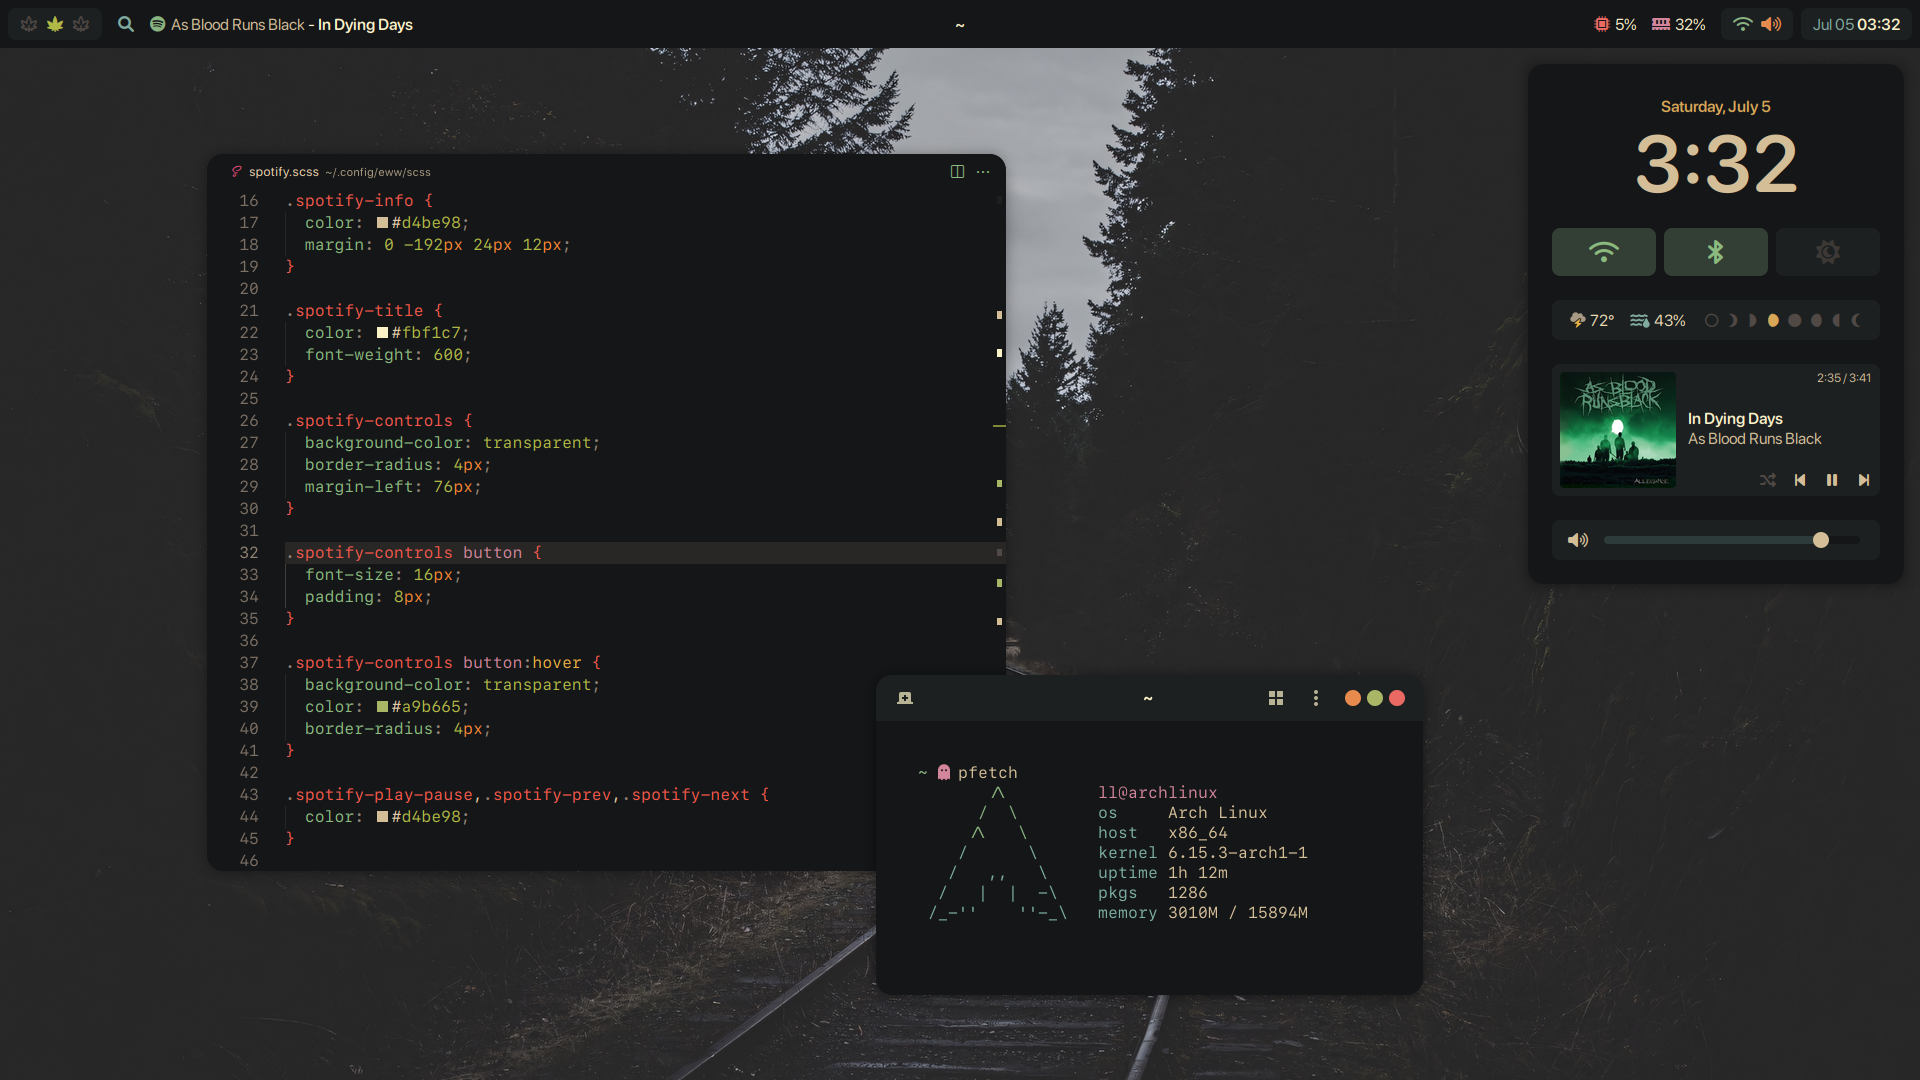 As Blood Runs Black - In Dying Days
~
5%
32%
Jul 05 03:32
spotify.scss ~/.config/eww/scss
16 .spotify-info {
17 color: #d4be98;
18 margin: 0 -192px 24px 12px;
19 }
20
21 .spotify-title {
22 color: #fbf1c7;
23 font-weight: 600;
24 }
25
26 .spotify-controls {
27 background-color: transparent;
28 border-radius: 4px;
29 margin-left: 76px;
30 }
31
32 .spotify-controls button {
33 font-size: 16px;
34 padding: 8px;
35 }
36
37 .spotify-controls button:hover {
38 background-color: transparent;
39 color: #a9b665;
40 border-radius: 4px;
41 }
42
43 .spotify-play-pause,.spotify-prev,.spotify-next {
44 color: #d4be98;
45 }
46
~
~ pfetch
ll@archlinux
os Arch Linux
host x86_64
kernel 6.15.3-arch1-1
uptime 1h 12m
pkgs 1286
memory 3010M / 15894M
Saturday, July 5
3:32
72°
43%
AS BLOOD
RUNS BLACK
ALLEGIANCE
2:35 / 3:41
In Dying Days
As Blood Runs Black